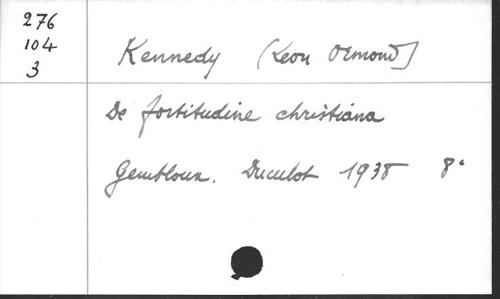 276
104
3
Kennedy (Leon Ormond)
De fortitudine christiana
Gembloux. Duculot 1938 8°